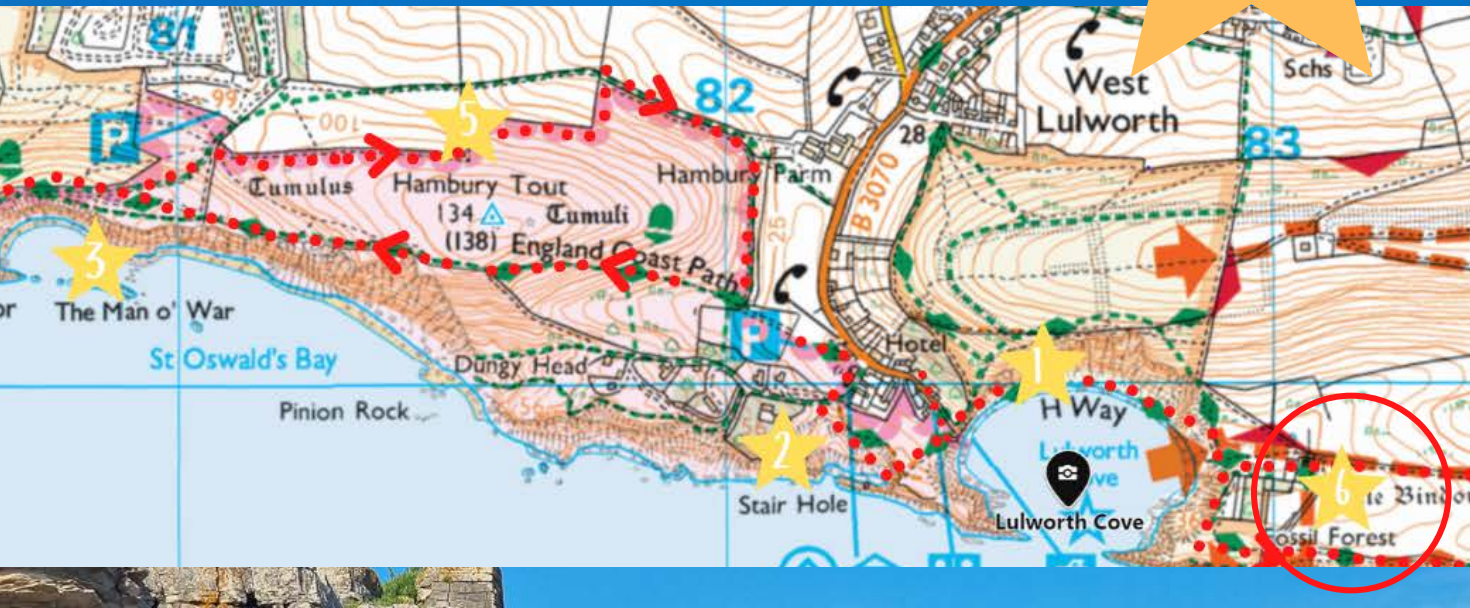 81
99
100
P
5
82
West
Lulworth
Schs
28
83
Tumulus
Hambury Tout
134
Tumuli
(138)
England Coast Path
Hambury Farm
25
B 3070
3
The Man o' War
St Oswald's Bay
Dungy Head
P
Hotel
1
Pinion Rock
56
H Way
2
Lulworth
Cove
Stair Hole
Lulworth Cove
6
Fossil Forest